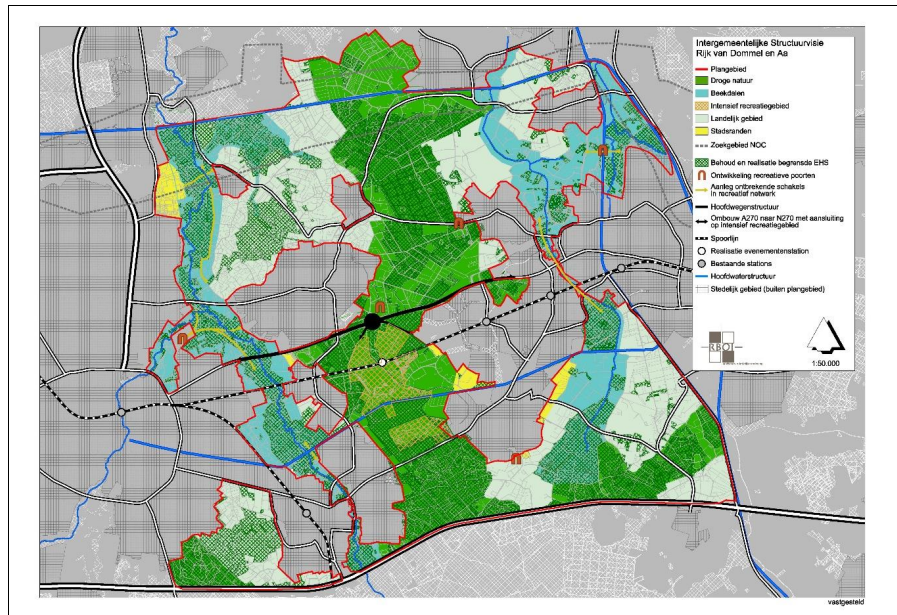 Intergemeentelijke Structuurvisie
Rijk van Dommel en Aa
Plangebied
Droge natuur
Beekdalen
Intensief recreatiegebied
Landelijk gebied
Stadsranden
Zoekgebied NOC
Behoud en realisatie begrensde EHS
Ontwikkeling recreatieve poorten
Aanleg ontbrekende schakels
in recreatief netwerk
Hoofdwegenstructuur
Ombouw A270 naar N270 met aansluiting
op intensief recreatiegebied
Spoorlijn
Realisatie evenementenstation
Bestaande stations
Hoofdwaterstructuur
Stedelijk gebied (buiten plangebied)
RBOI
1:50.000
vastgesteld